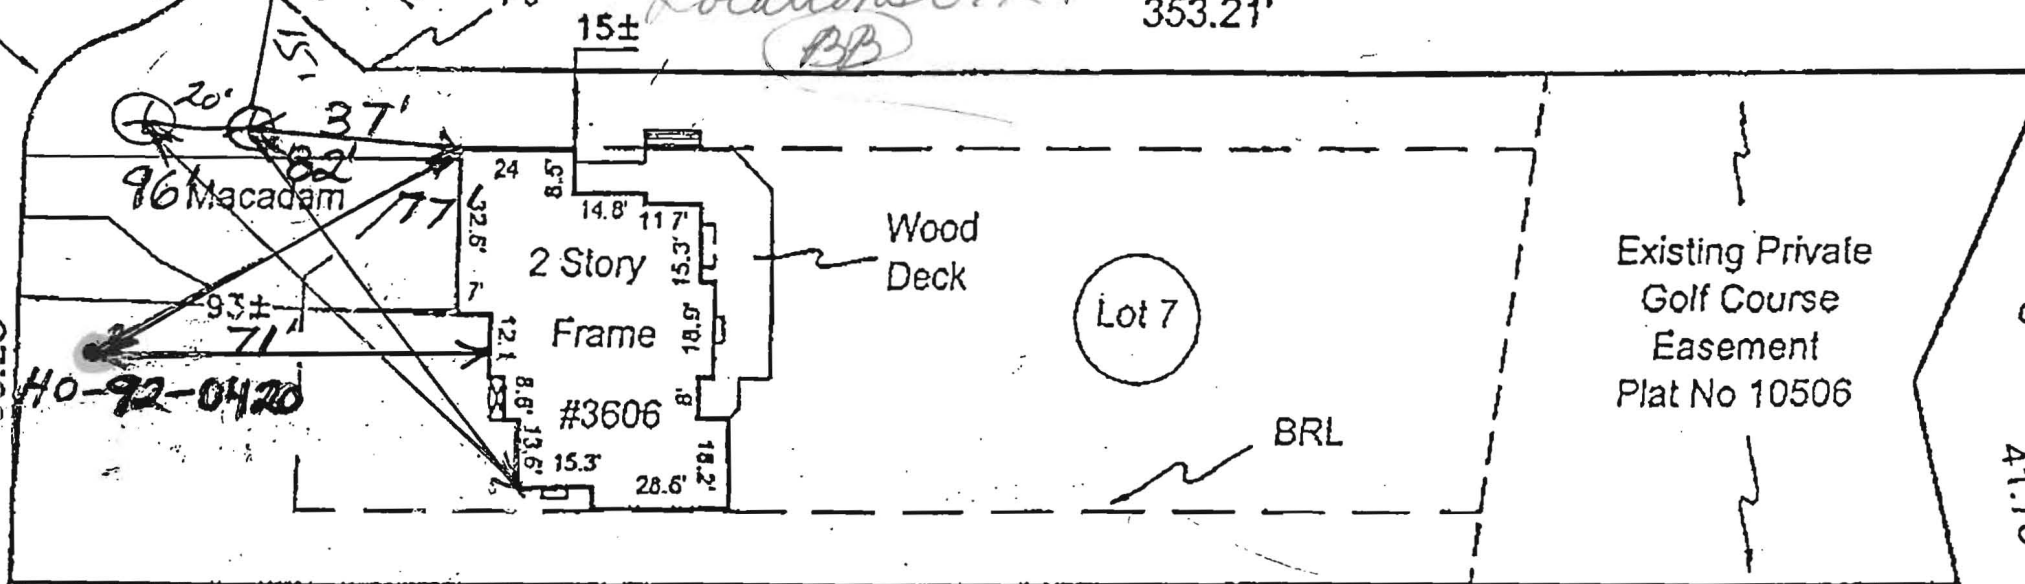 353.21'
15±
BB
15'
20'
37'
82'
96'
Macadam
77'
24
8.5'
14.8'
11.7'
32.6'
15.3'
Wood
Deck
2 Story
7'
95±
71'
12.1
18.9'
Frame
Lot 7
Existing Private
Golf Course
Easement
Plat No 10506
HO-92-0420
8.6'
8'
#3606
BRL
13.6'
15.3'
28.6'
18.2'